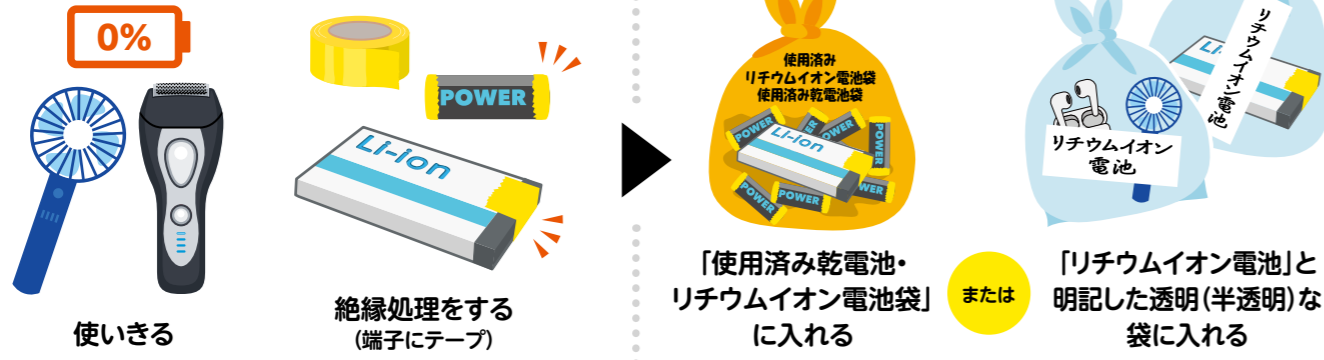 0%
使いきる
POWER
Li-ion
絶縁処理をする
(端子にテープ)
使用済み
リチウムイオン電池袋
使用済み乾電池袋
POWER
ER
OWER
POWER
Li-ion
POWER
POWER
WER
「使用済み乾電池・
リチウムイオン電池袋」
に入れる
または
リチウムイオン
電池
Li-
リチウムイオン電池
「リチウムイオン電池」と
明記した透明(半透明)な
袋に入れる